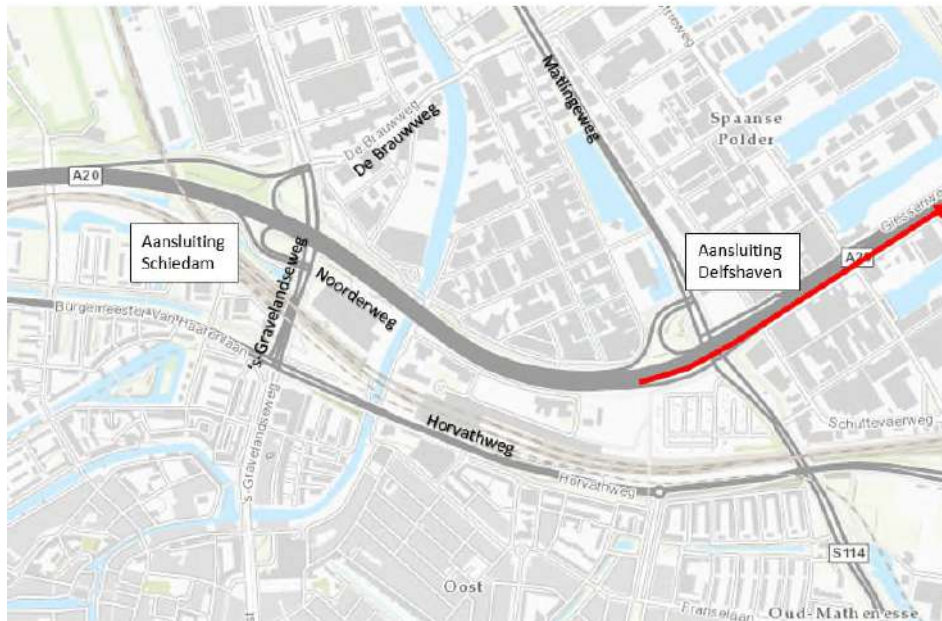 Matlingeweg
Spaanse
Polder
De Brauwweg
De Brauwweg
A20
Giessenweg
Aansluiting
Schiedam
Aansluiting
Delfshaven
A20
Noorderweg
's-Gravelandseweg
Burgemeester-Van-Haarenlaan
Horvathweg
Schuttevaerweg
's-Gravelandseweg
Horvathweg
S114
Oost
Franselaan
Oud-Mathenesse